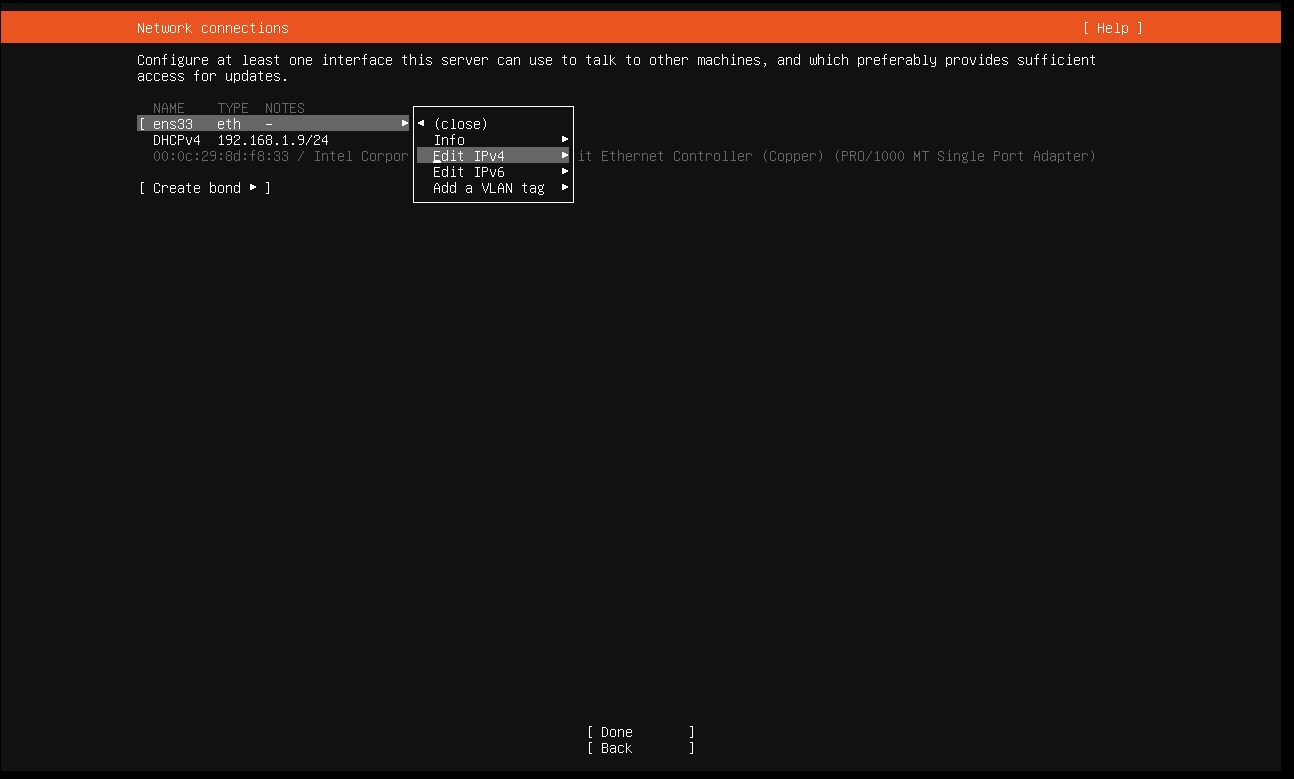 Network connections [ Help ]
Configure at least one interface this server can use to talk to other machines, and which preferably provides sufficient
access for updates.
NAME TYPE NOTES
[ ens33 eth - ▸
DHCPv4 192.168.1.9/24
00:0c:29:8d:f8:33 / Intel Corpor it Ethernet Controller (Copper) (PRO/1000 MT Single Port Adapter)
◂ (close)
Info ▸
Edit IPv4 ▸
Edit IPv6 ▸
Add a VLAN tag ▸
[ Create bond ▸ ]
[ Done ]
[ Back ]